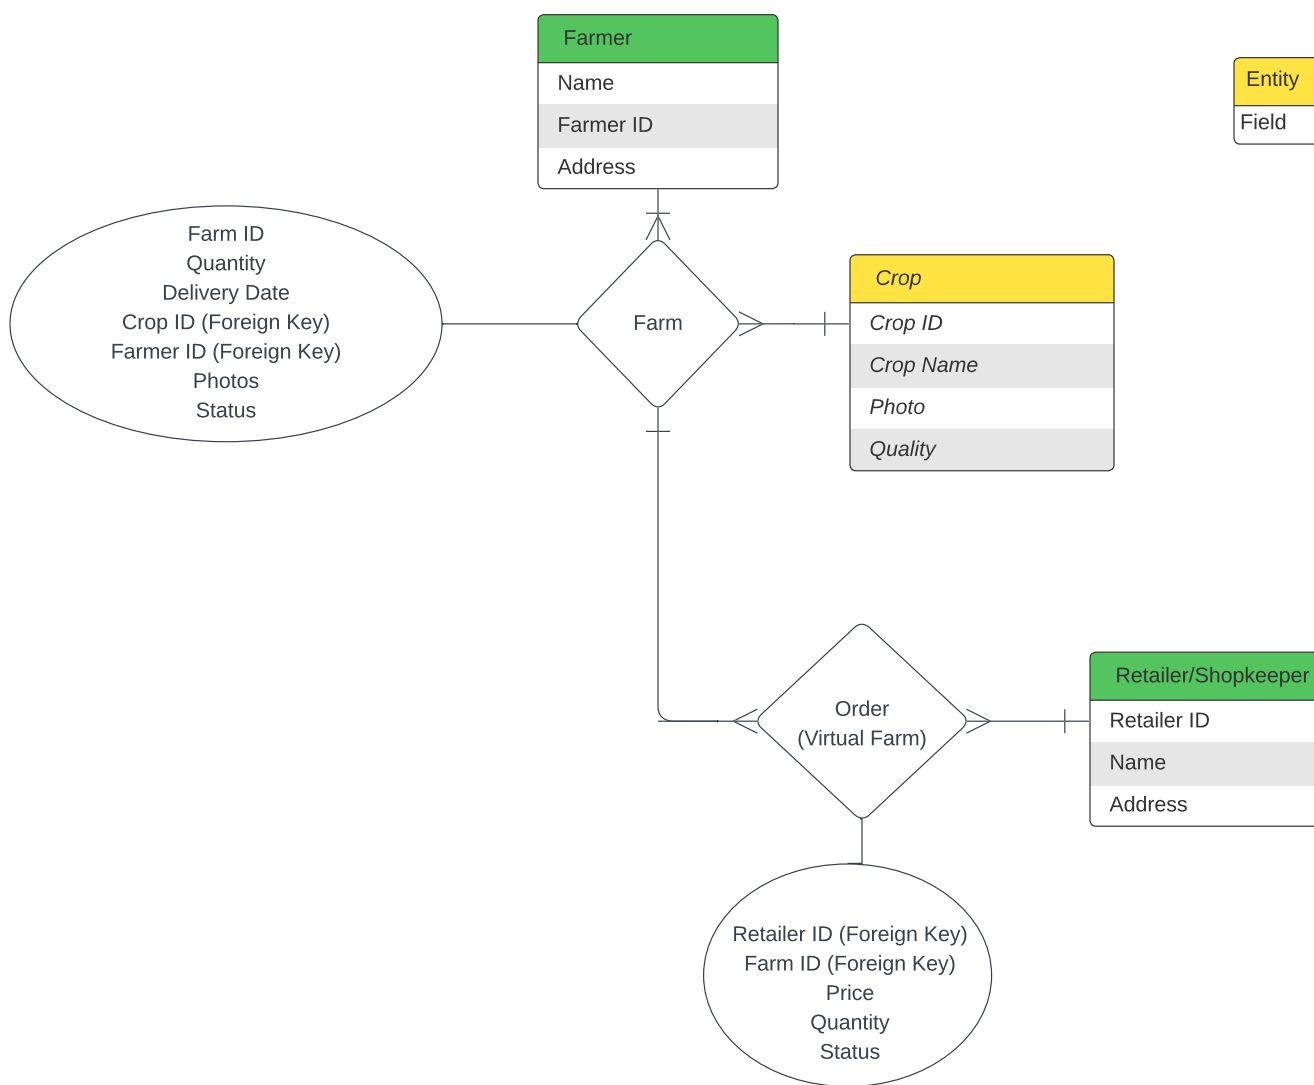 Farmer
Name
Farmer ID
Address
Entity
Field
Farm ID
Quantity
Delivery Date
Crop ID (Foreign Key)
Farmer ID (Foreign Key)
Photos
Status
Farm
Crop
Crop ID
Crop Name
Photo
Quality
Order
(Virtual Farm)
Retailer/Shopkeeper
Retailer ID
Name
Address
Retailer ID (Foreign Key)
Farm ID (Foreign Key)
Price
Quantity
Status